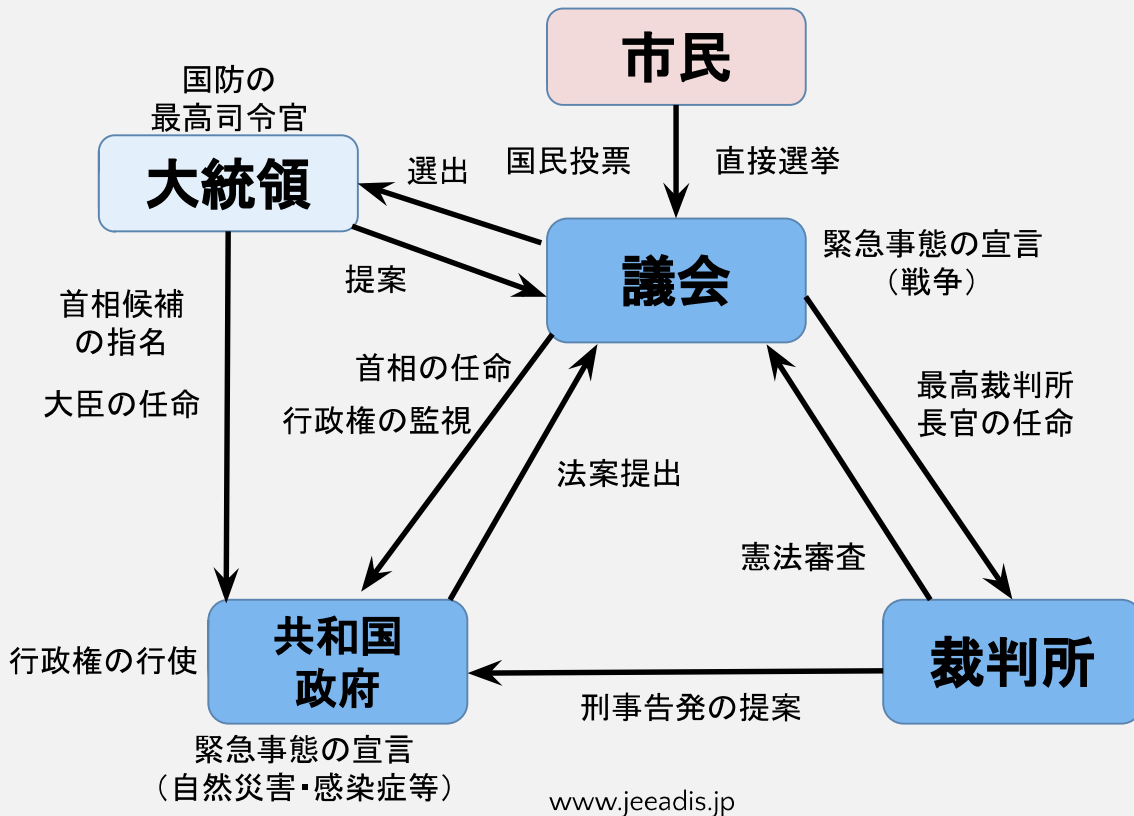 市民
国防の
最高司令官
大統領
選出
国民投票
直接選挙
議会
緊急事態の宣言
（戦争）
提案
首相候補
の指名
大臣の任命
首相の任命
行政権の監視
法案提出
最高裁判所
長官の任命
憲法審査
共和国
政府
行政権の行使
裁判所
刑事告発の提案
緊急事態の宣言
（自然災害・感染症等）
www.jeeadis.jp